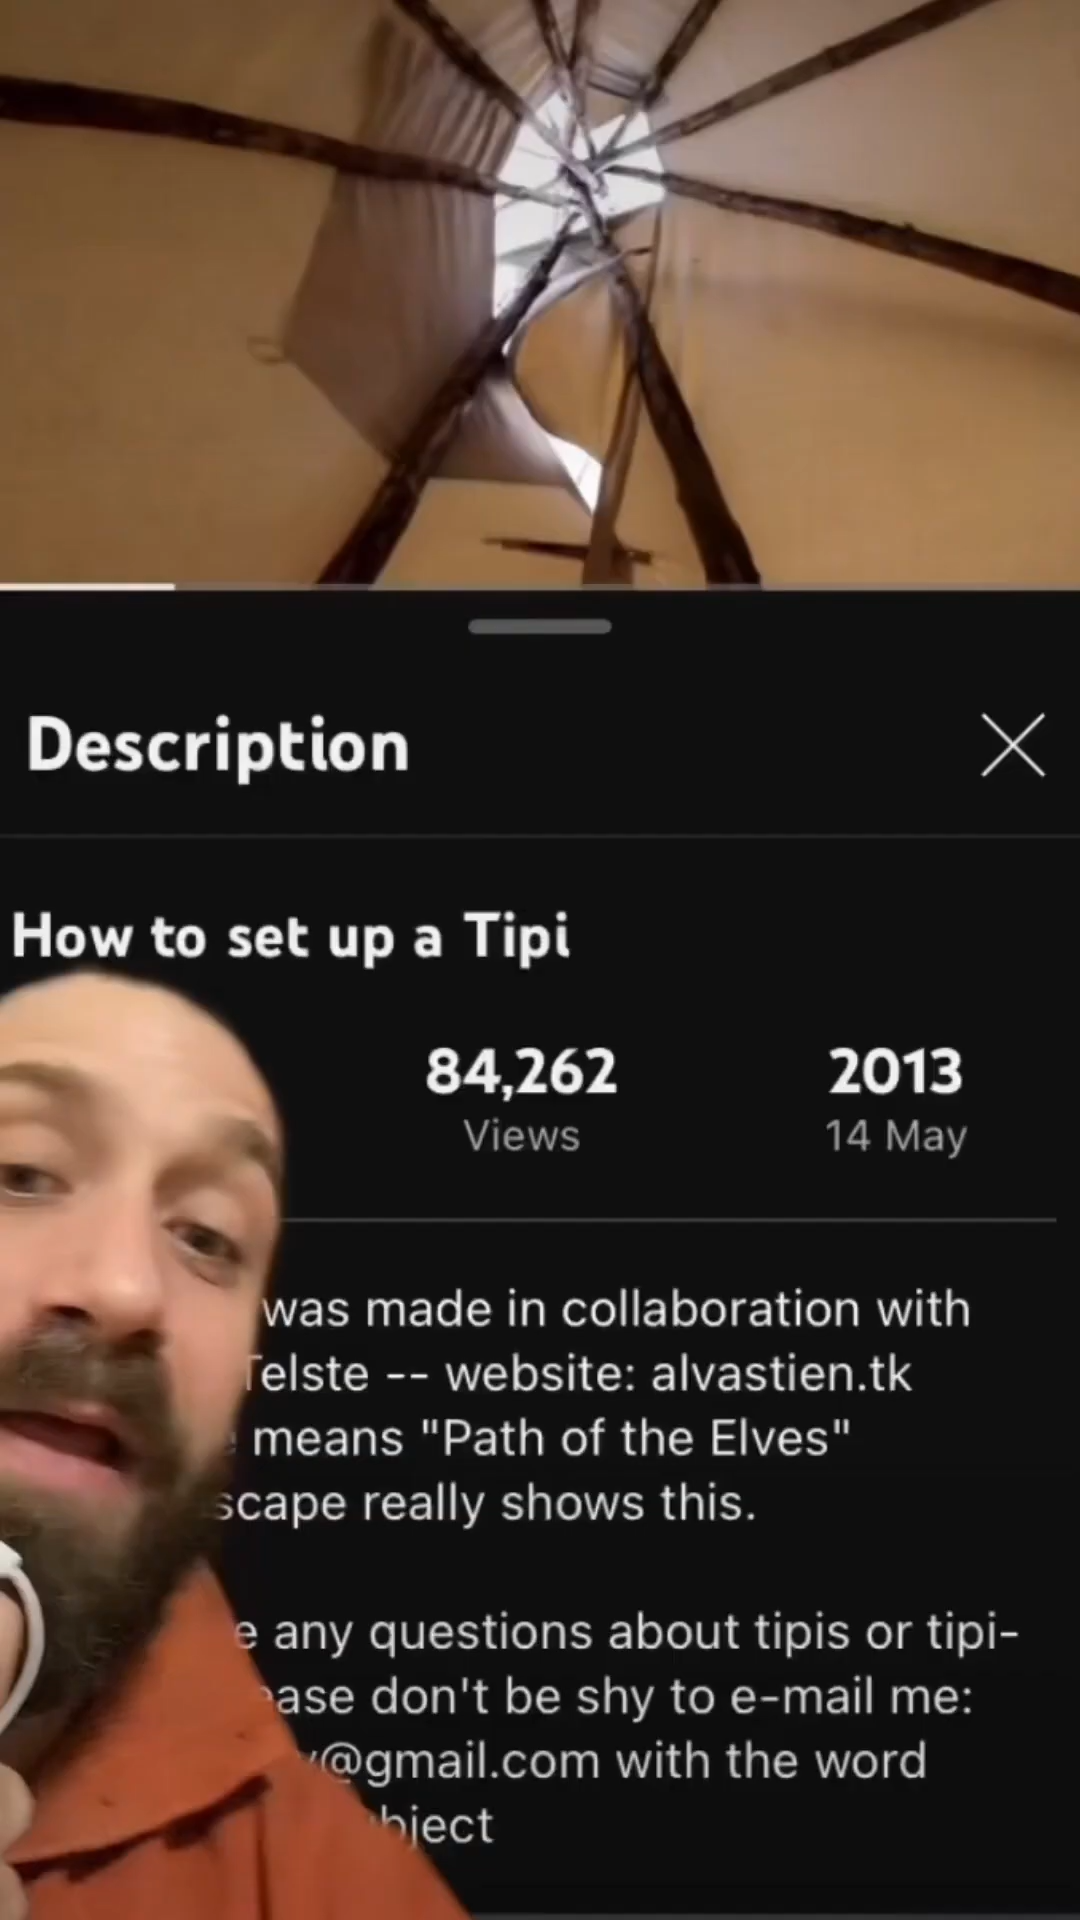 Description
How to set up a Tipi
84,262
2013
Views
14 May
was made in collaboration with
Telste -- website: alvastien.tk
means "Path of the Elves"
scape really shows this.
any questions about tipis or tipi-
don't be shy to e-mail me:
@gmail.com with the word